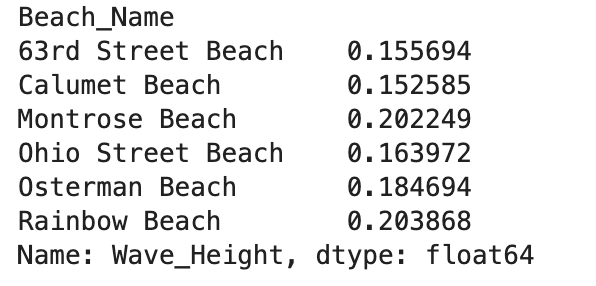 Beach_Name
63rd Street Beach    0.155694
Calumet Beach        0.152585
Montrose Beach       0.202249
Ohio Street Beach    0.163972
Osterman Beach       0.184694
Rainbow Beach        0.203868
Name: Wave_Height, dtype: float64